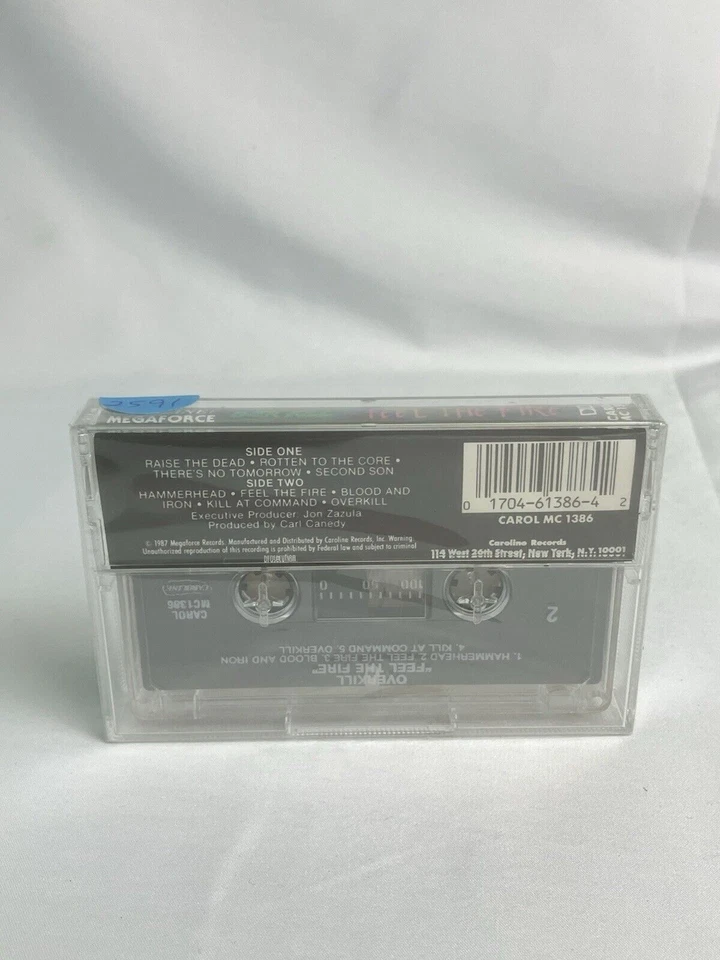 2591
MEGAFORCE
FEEL THE FIRE
SIDE ONE
RAISE THE DEAD • ROTTEN TO THE CORE •
THERE'S NO TOMORROW • SECOND SON
SIDE TWO
HAMMERHEAD • FEEL THE FIRE • BLOOD AND
IRON • KILL AT COMMAND • OVERKILL
Executive Producer: Jon Zazula
Produced by Carl Canedy
© 1987 Megaforce Records. Manufactured and Distributed by Caroline Records, Inc. Warning.
Unauthorized reproduction of this recording is prohibited by Federal law and subject to criminal
prosecution
0 1704-61386-4 2
CAROL MC 1386
Caroline Records
114 West 26th Street, New York, N.Y. 10001
OVERKILL
"FEEL THE FIRE"
1. HAMMERHEAD 2. FEEL THE FIRE 3. BLOOD AND IRON
4. KILL AT COMMAND 5. OVERKILL
2
100 50 0
CAROL
MC1386
CAROLINE